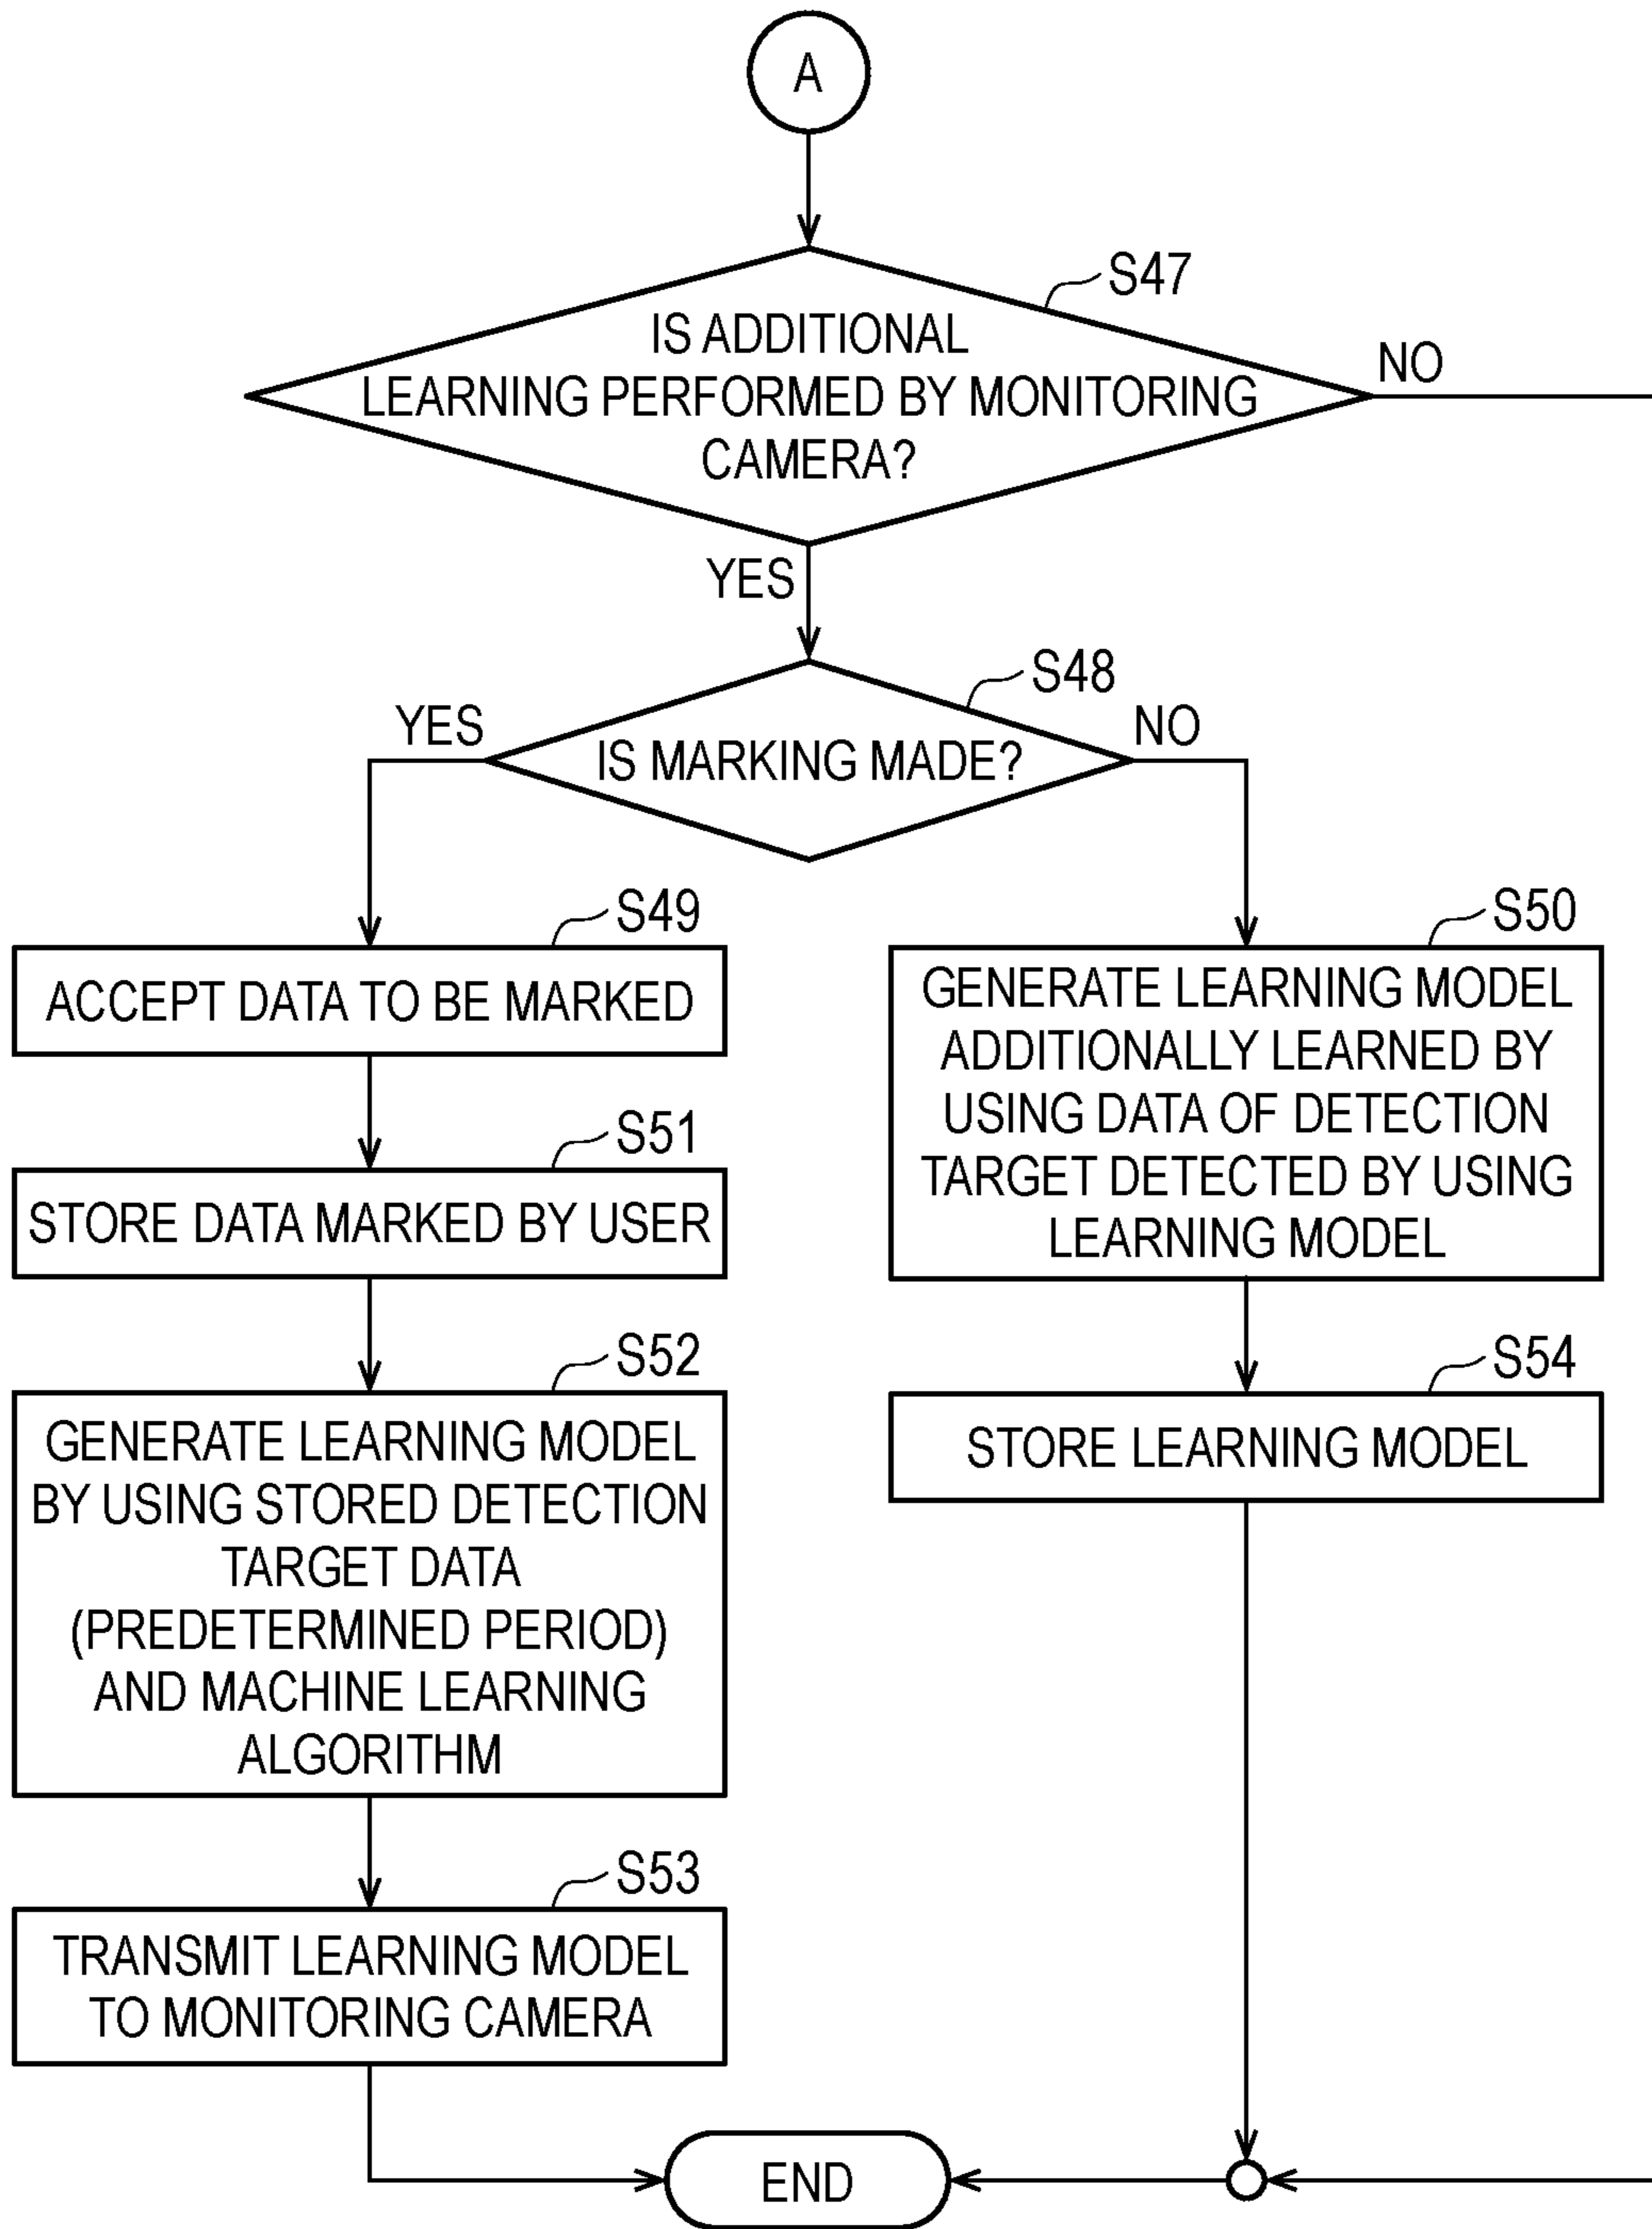 A
S47
IS ADDITIONAL
LEARNING PERFORMED BY MONITORING
CAMERA?
NO
YES
S48
YES
NO
IS MARKING MADE?
S49
ACCEPT DATA TO BE MARKED
S51
STORE DATA MARKED BY USER
S52
GENERATE LEARNING MODEL
BY USING STORED DETECTION
TARGET DATA
(PREDETERMINED PERIOD)
AND MACHINE LEARNING
ALGORITHM
S53
TRANSMIT LEARNING MODEL
TO MONITORING CAMERA
S50
GENERATE LEARNING MODEL
ADDITIONALLY LEARNED BY
USING DATA OF DETECTION
TARGET DETECTED BY USING
LEARNING MODEL
S54
STORE LEARNING MODEL
END